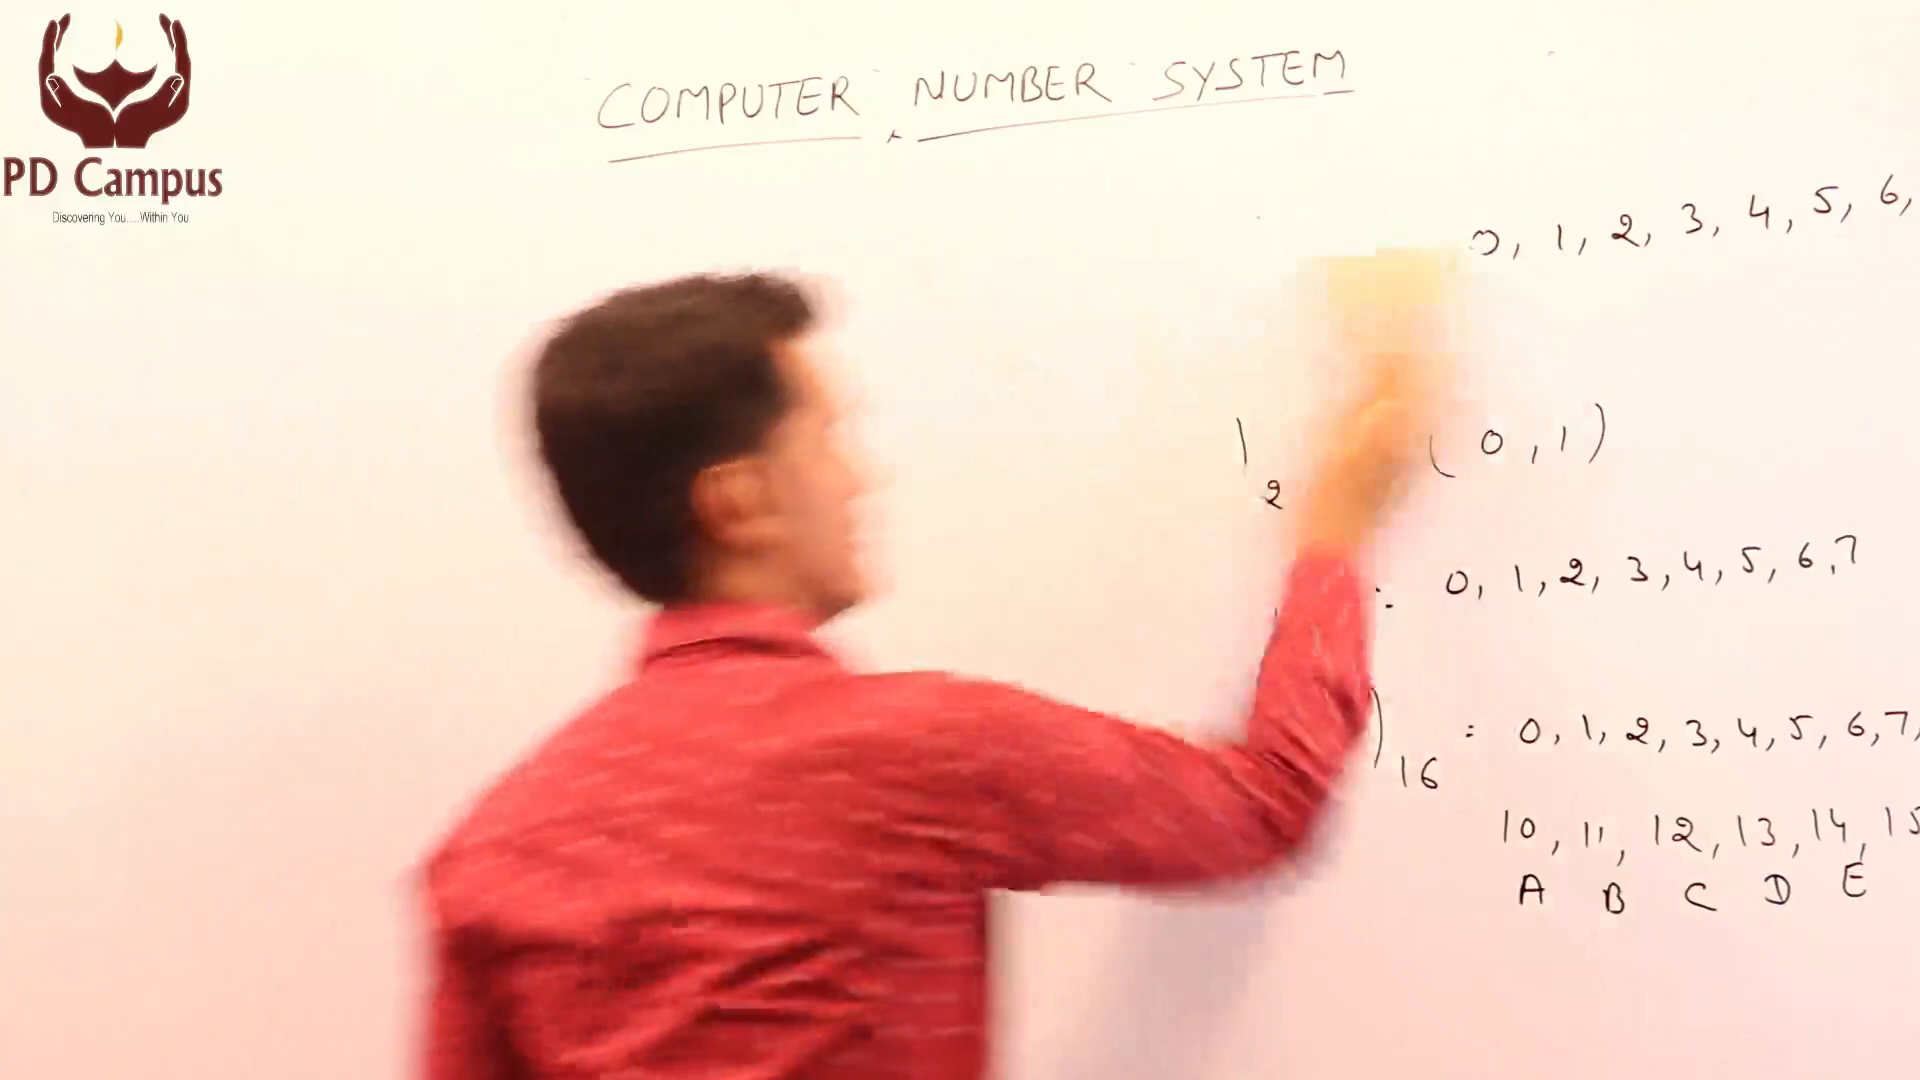 PD Campus
Discovering You.....Within You
COMPUTER NUMBER SYSTEM
0, 1, 2, 3, 4, 5, 6,
)2 (0,1)
: 0, 1, 2, 3, 4, 5, 6, 7
)16 : 0, 1, 2, 3, 4, 5, 6, 7,
10, 11, 12, 13, 14, 15
A B C D E